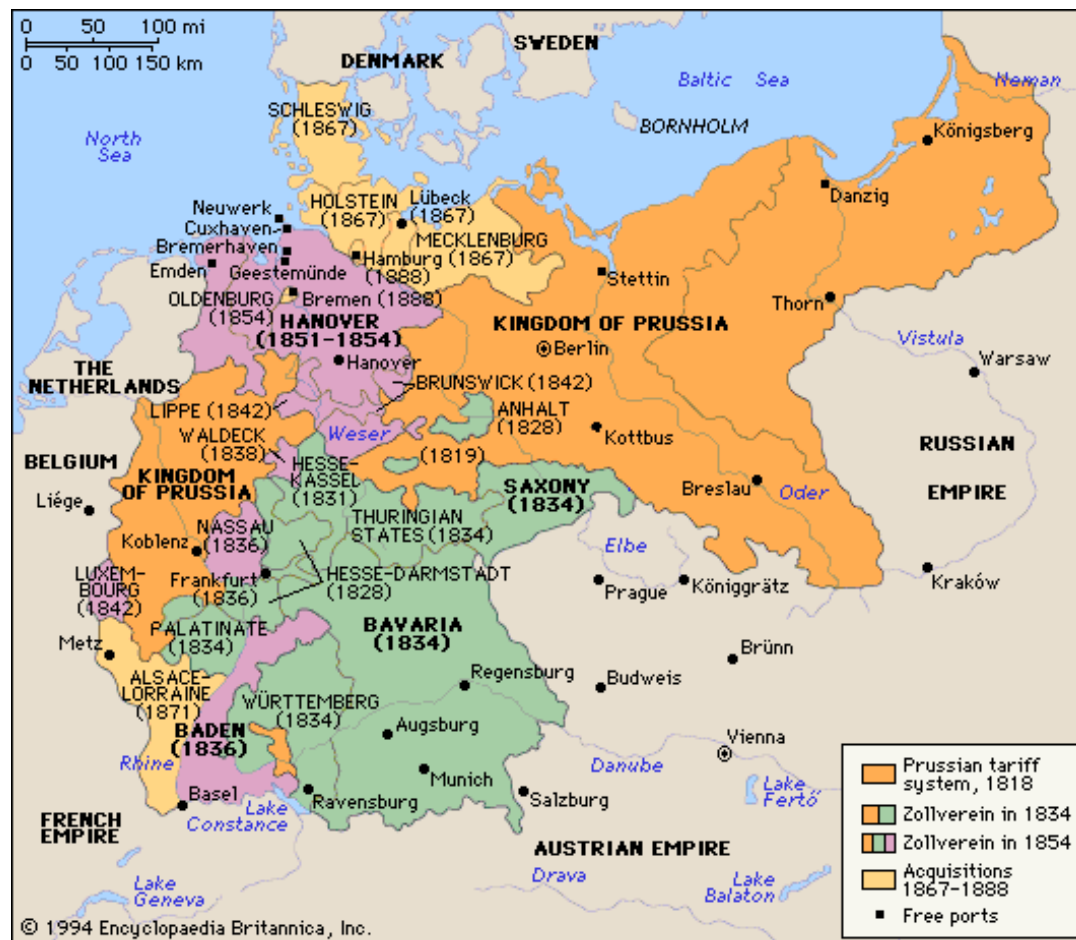 0 50 100 mi
0 50 100 150 km
SWEDEN
DENMARK
Baltic Sea
Neman
SCHLESWIG
(1867)
BORNHOLM
Königsberg
North
Sea
Danzig
HOLSTEIN
(1867)
Lübeck
(1867)
Neuwerk
Cuxhaven
MECKLENBURG
(1867)
Bremerhaven
Hamburg
(1888)
Emden
Geestemünde
Stettin
OLDENBURG
(1854)
Bremen (1888)
Thorn
HANOVER
(1851-1854)
KINGDOM OF PRUSSIA
Vistula
Berlin
Hanover
Warsaw
THE
NETHERLANDS
BRUNSWICK (1842)
LIPPE (1842)
ANHALT
(1828)
Weser
WALDECK
(1838)
Kottbus
RUSSIAN
EMPIRE
BELGIUM
(1819)
HESSE-
KASSEL
(1831)
KINGDOM
OF PRUSSIA
SAXONY
(1834)
Breslau
Oder
Liége
THURINGIAN
STATES (1834)
NASSAU
(1836)
Koblenz
Elbe
LUXEM-
BOURG
(1842)
Frankfurt
(1836)
HESSE-DARMSTADT
(1828)
Prague
Königgrätz
Kraków
PALATINATE
(1834)
BAVARIA
(1834)
Metz
Brünn
Regensburg
Budweis
ALSACE-
LORRAINE
(1871)
WÜRTTEMBERG
(1834)
BADEN
(1836)
Augsburg
Vienna
Rhine
Danube
Munich
Lake
Fertő
Basel
Lake
Constance
Ravensburg
Salzburg
FRENCH
EMPIRE
AUSTRIAN EMPIRE
Drava
Lake
Geneva
Lake
Balaton
Prussian tariff
system, 1818
Zollverein in 1834
Zollverein in 1854
Acquisitions
1867-1888
Free ports
© 1994 Encyclopaedia Britannica, Inc.